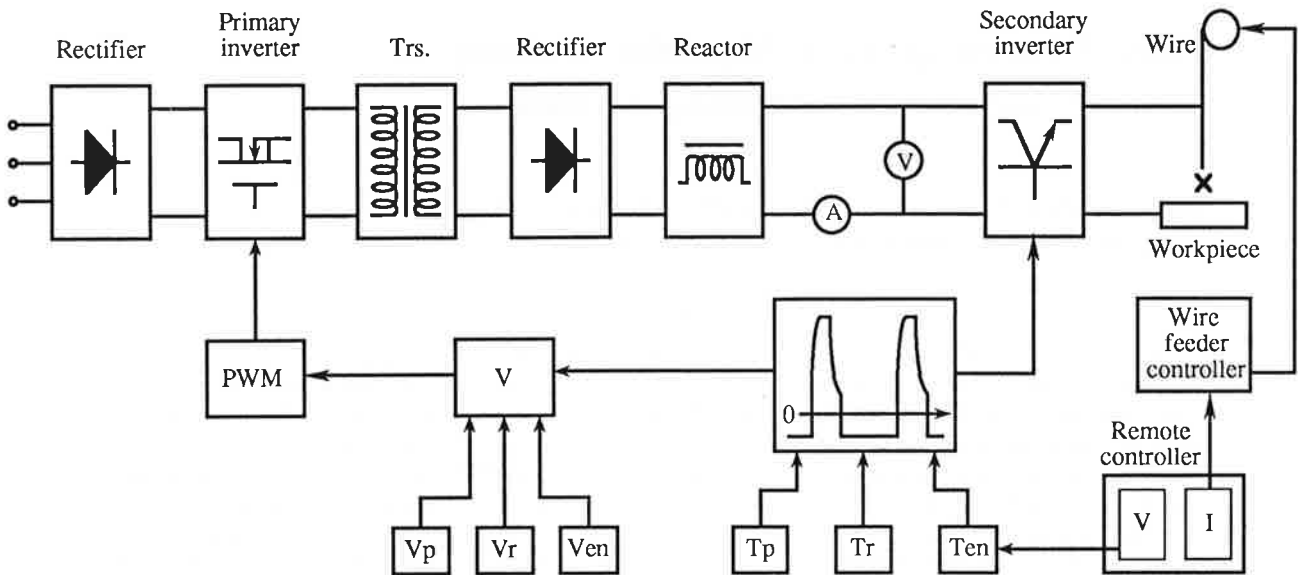 Rectifier
Primary
inverter
Trs.
Rectifier
Reactor
Secondary
inverter
Wire
V
A
Workpiece
PWM
V
0
Wire
feeder
controller
Remote
controller
V
I
Vp
Vr
Ven
Tp
Tr
Ten